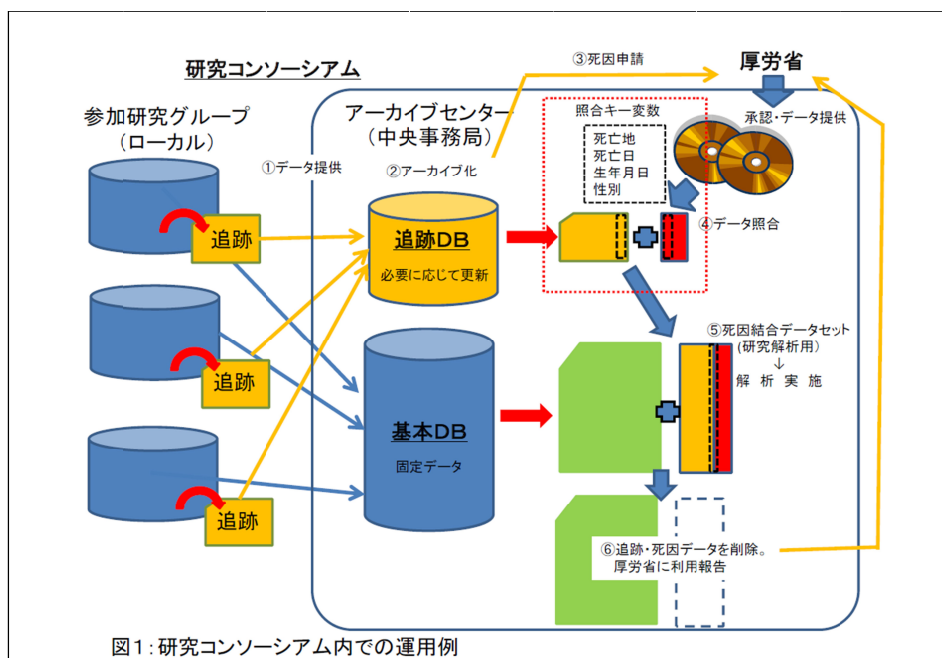 研究コンソーシアム
③死因申請
厚労省
参加研究グループ
(ローカル)
アーカイブセンター
(中央事務局)
照合キー変数
承認・データ提供
①データ提供
②アーカイブ化
死亡地
死亡日
生年月日
性別
追跡
追跡DB
必要に応じて更新
④データ照合
追跡
⑤死因結合データセット
(研究解析用)
↓
解 析 実 施
基本DB
固定データ
追跡
⑥追跡・死因データを削除。
厚労省に利用報告
図1:研究コンソーシアム内での運用例